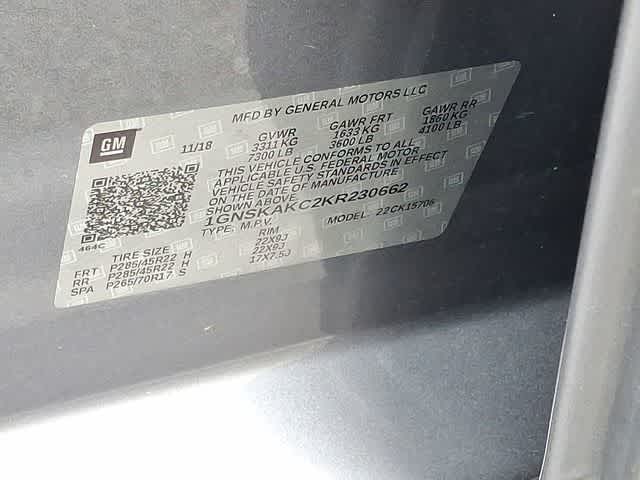 MFD BY GENERAL MOTORS LLC
GM
11/18 GVWR GAWR FRT GAWR RR
3311 KG 1633 KG 1860 KG
7300 LB 3600 LB 4100 LB
THIS VEHICLE CONFORMS TO ALL
APPLICABLE U.S. FEDERAL MOTOR
VEHICLE SAFETY STANDARDS IN EFFECT
ON THE DATE OF MANUFACTURE
SHOWN ABOVE.
1GNSKAKC2KR230662
TYPE: M.P.V. MODEL: 22CK15706
464C
TIRE SIZE RIM
FRT P285/45R22 H 22X9J
RR P285/45R22 H 22X9J
SPA P265/70R17 S 17X7.5J